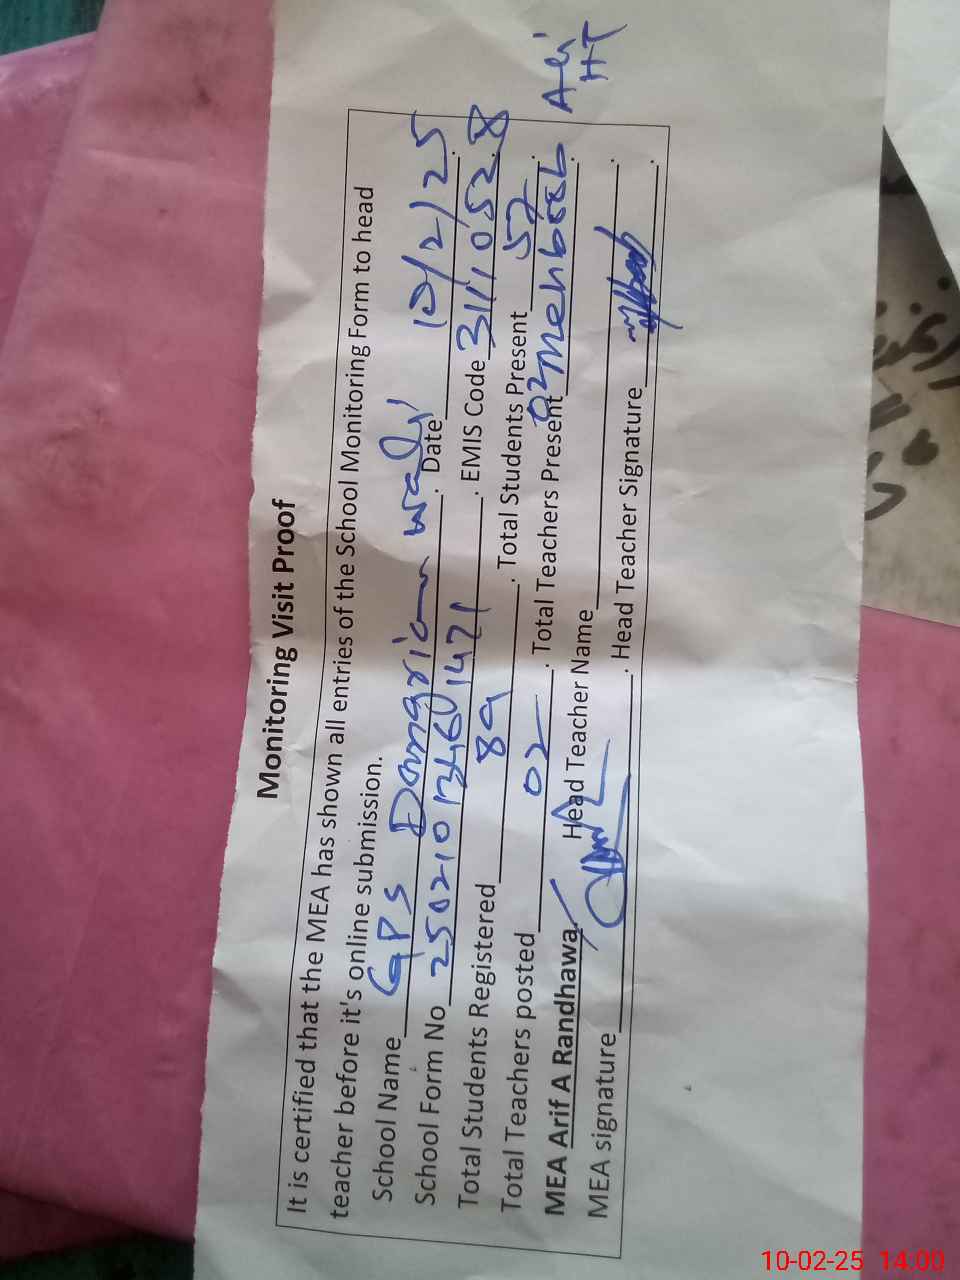 Monitoring Visit Proof
It is certified that the MEA has shown all entries of the School Monitoring Form to head
teacher before it's online submission.
School Name GPS wali
School Form No . Date 10/2/25.
Total Students Registered 89. EMIS Code 31110528.
Total Teachers posted 02. Total Students Present 57.
MEA Arif A Randhawa. Total Teachers Present 02.
Head Teacher Name Mehboob Ali
HT
MEA signature . Head Teacher Signature .
10-02-25 14:00